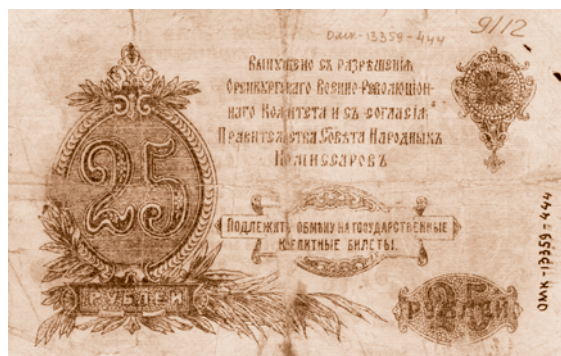 ОМК-13359-444
9112
Выпущено съ разрѣшенія
Оренбургскаго Военно-Революціон-
наго Комитета и съ согласія
Правительства Совѣта Народныхъ
Комиссаровъ
25
Подлежатъ обмѣну на государственные
кредитные билеты.
РУБЛЕЙ
25
РУБЛЕЙ
ОМК-13359-444